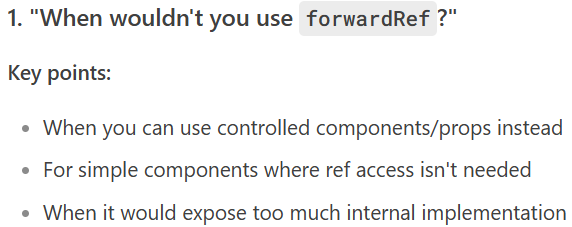 1. "When wouldn't you use forwardRef?"
Key points:
• When you can use controlled components/props instead
• For simple components where ref access isn't needed
• When it would expose too much internal implementation